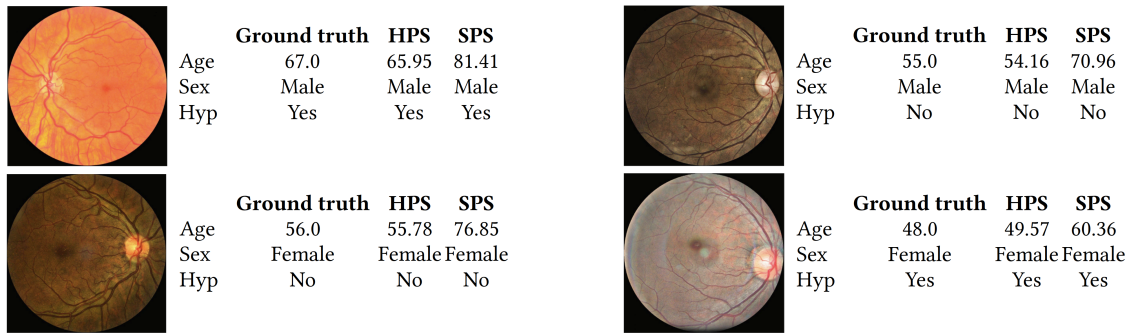 Ground truth HPS SPS
Age 67.0 65.95 81.41
Sex Male Male Male
Hyp Yes Yes Yes
Ground truth HPS SPS
Age 55.0 54.16 70.96
Sex Male Male Male
Hyp No No No
Ground truth HPS SPS
Age 56.0 55.78 76.85
Sex Female Female Female
Hyp No No No
Ground truth HPS SPS
Age 48.0 49.57 60.36
Sex Female Female Female
Hyp Yes Yes Yes